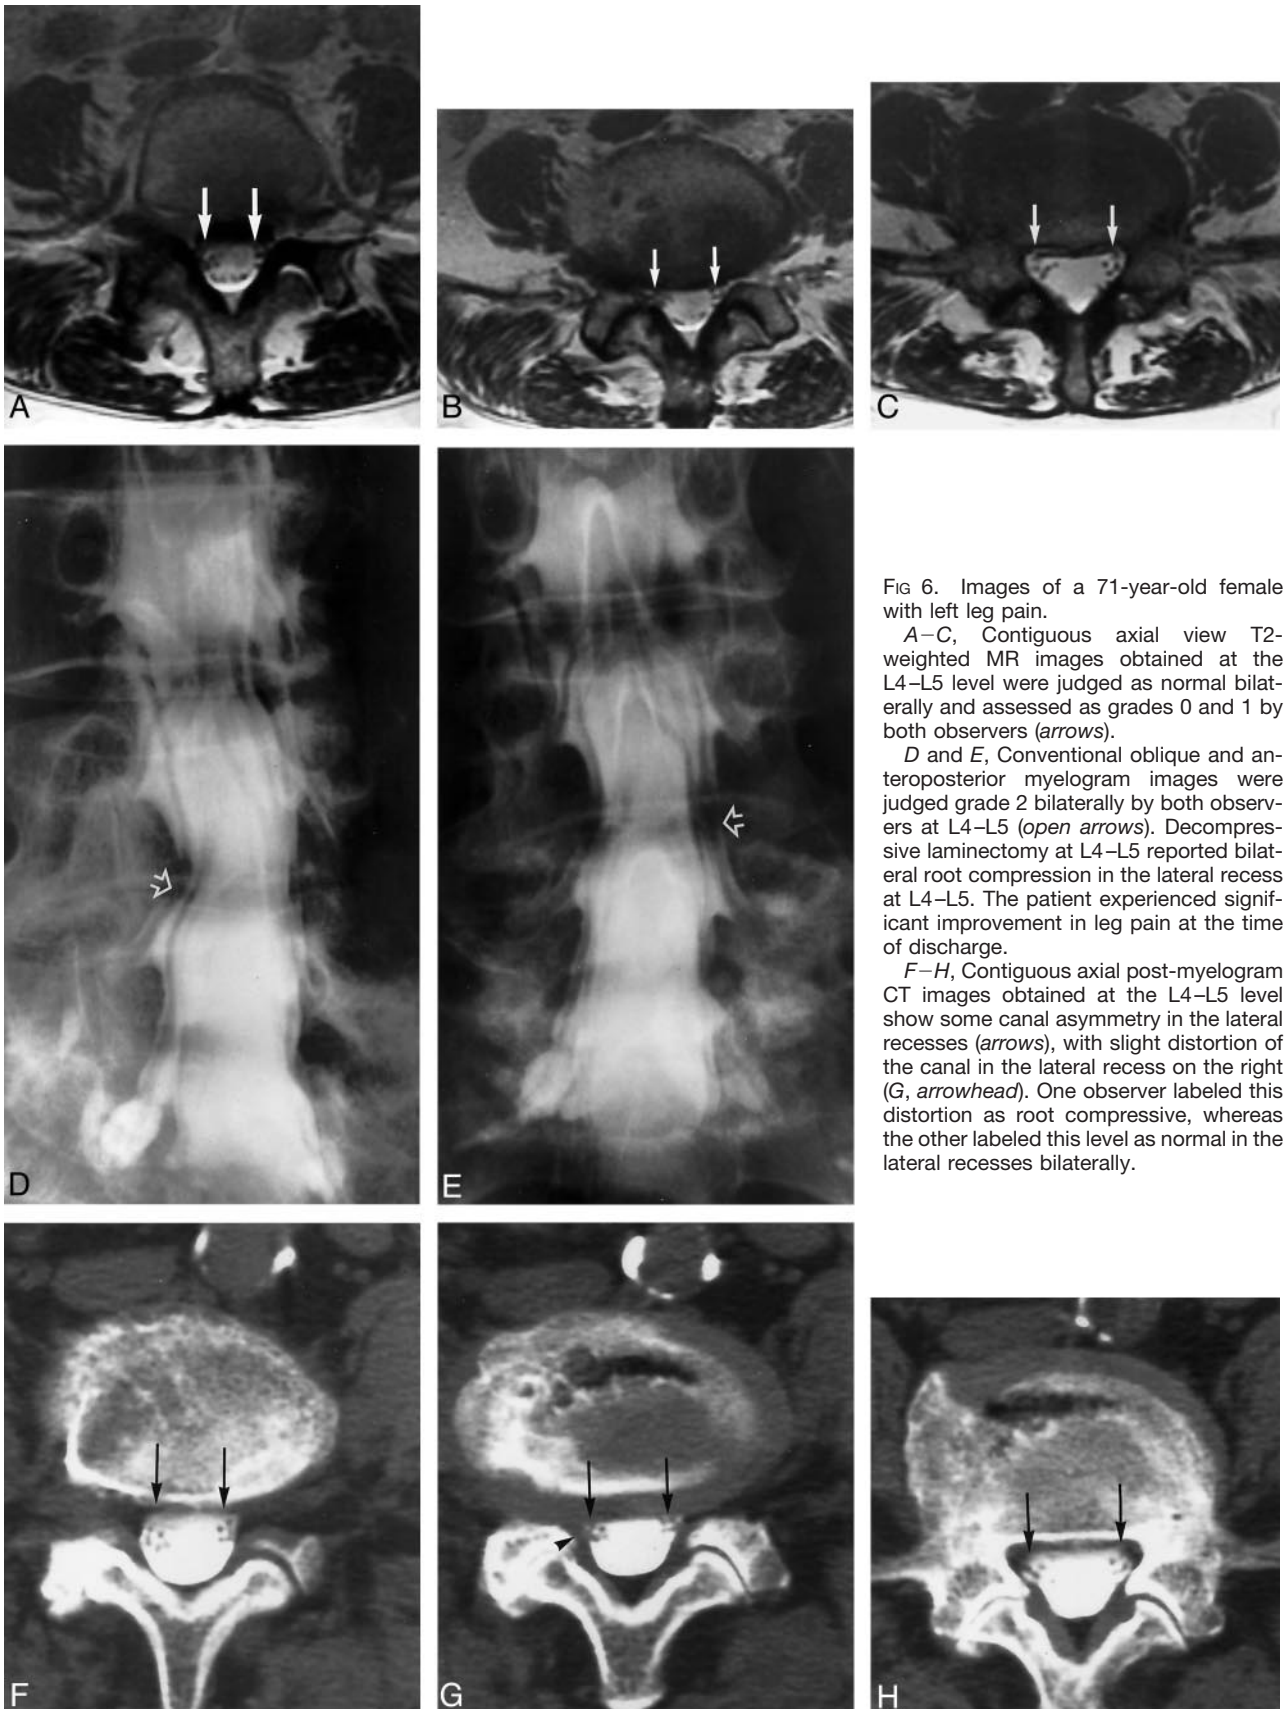 A
B
C
D
E
FIG 6. Images of a 71-year-old female
with left leg pain.
A–C, Contiguous axial view T2-
weighted MR images obtained at the
L4–L5 level were judged as normal bilat-
erally and assessed as grades 0 and 1 by
both observers (arrows).
D and E, Conventional oblique and an-
teroposterior myelogram images were
judged grade 2 bilaterally by both observ-
ers at L4–L5 (open arrows). Decompres-
sive laminectomy at L4–L5 reported bilat-
eral root compression in the lateral recess
at L4–L5. The patient experienced signif-
icant improvement in leg pain at the time
of discharge.
F–H, Contiguous axial post-myelogram
CT images obtained at the L4–L5 level
show some canal asymmetry in the lateral
recesses (arrows), with slight distortion of
the canal in the lateral recess on the right
(G, arrowhead). One observer labeled this
distortion as root compressive, whereas
the other labeled this level as normal in the
lateral recesses bilaterally.
F
G
H